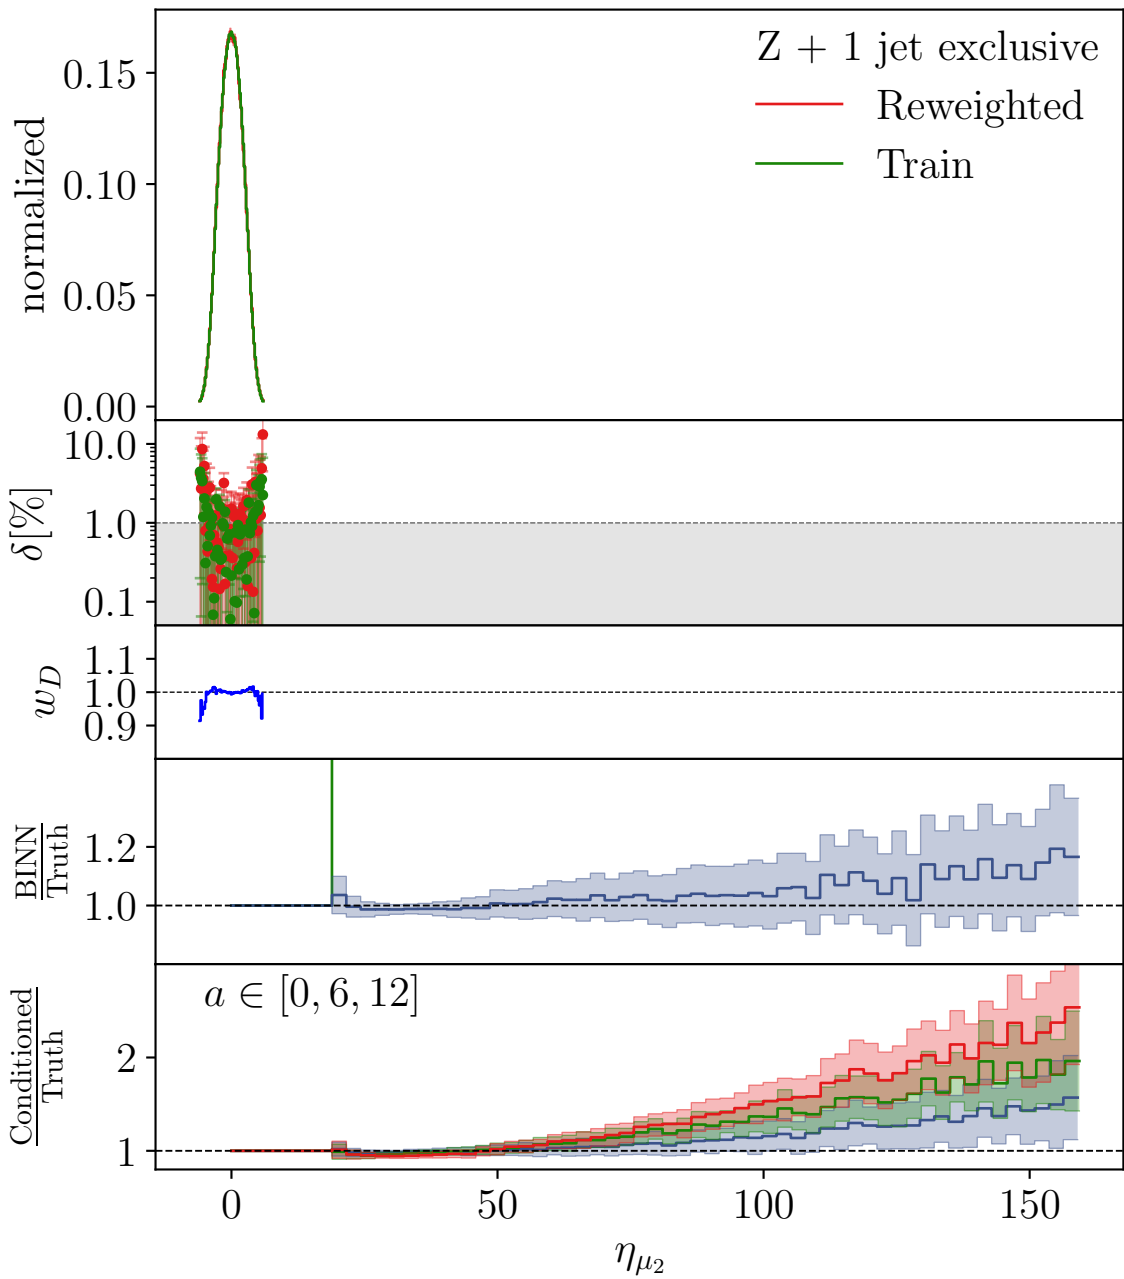 Z + 1 jet exclusive
Reweighted
Train
normalized
0.15
0.10
0.05
0.00
δ[%]
10.0
1.0
0.1
w_D
1.1
1.0
0.9
BINN
Truth
1.2
1.0
a ∈ [0, 6, 12]
Conditioned
Truth
2
1
0 50 100 150
η_{μ_2}